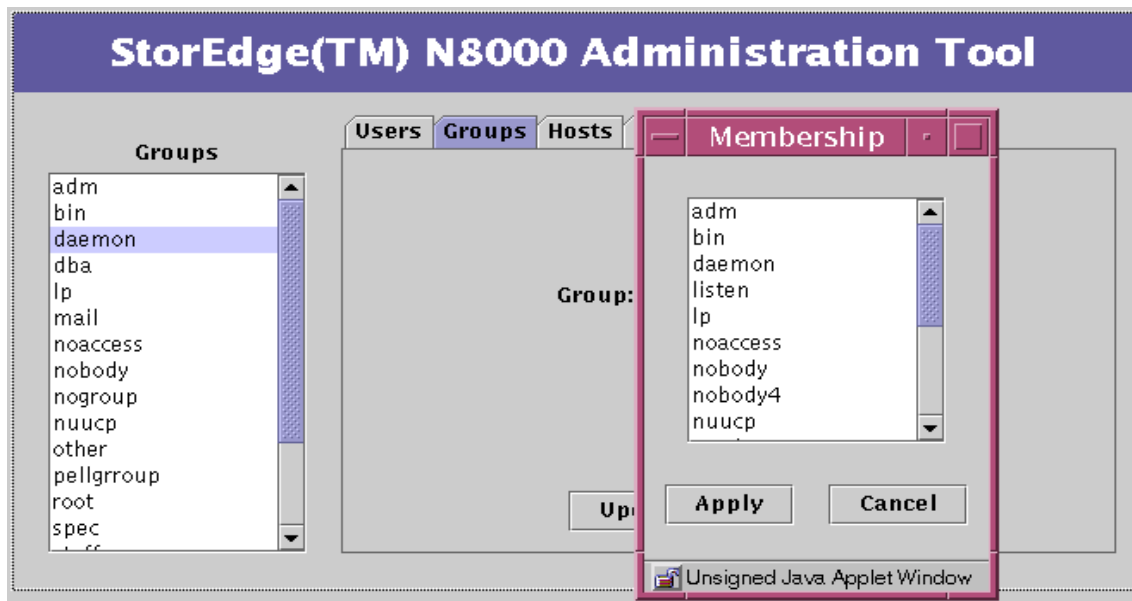 StorEdge(TM) N8000 Administration Tool
Groups
adm
bin
daemon
dba
lp
mail
noaccess
nobody
nogroup
nuucp
other
pellgrroup
root
spec
Users
Groups
Hosts
Group:
Membership
adm
bin
daemon
listen
lp
noaccess
nobody
nobody4
nuucp
Apply
Cancel
Unsigned Java Applet Window